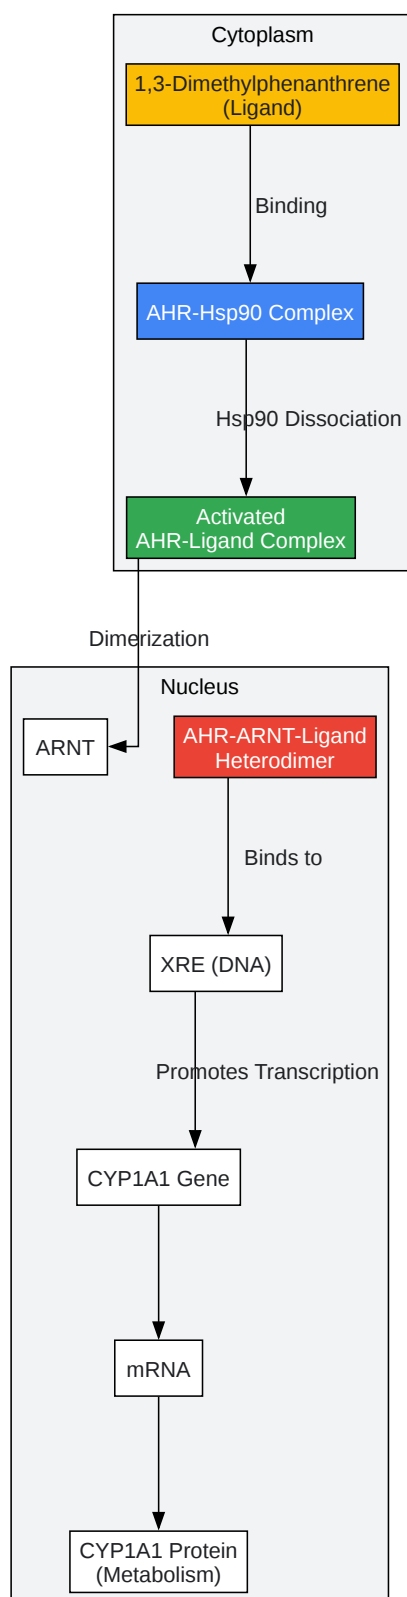 Cytoplasm
1,3-Dimethylphenanthrene
(Ligand)
Binding
AHR-Hsp90 Complex
Hsp90 Dissociation
Activated
AHR-Ligand Complex
Dimerization
Nucleus
ARNT
AHR-ARNT-Ligand
Heterodimer
Binds to
XRE (DNA)
Promotes Transcription
CYP1A1 Gene
mRNA
CYP1A1 Protein
(Metabolism)